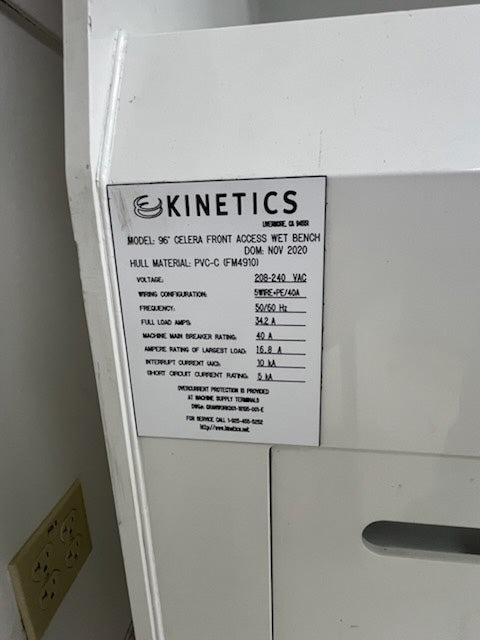 KINETICS
LIVERMORE, CA 94551
MODEL: 96" CELERA FRONT ACCESS WET BENCH
DOM: NOV 2020
HULL MATERIAL: PVC-C (FM4910)
VOLTAGE: 208-240 VAC
WIRING CONFIGURATION: 5WIRE+PE/40A
FREQUENCY: 50/60 Hz
FULL LOAD AMPS: 34.2 A
MACHINE MAIN BREAKER RATING: 40 A
AMPERE RATING OF LARGEST LOAD: 16.8 A
INTERRUPT CURRENT (AIC): 10 kA
SHORT CIRCUIT CURRENT RATING: 5 kA
OVERCURRENT PROTECTION IS PROVIDED
AT MACHINE SUPPLY TERMINALS
FOR SERVICE CALL 1-925-455-5252
http://www.kinetics.net